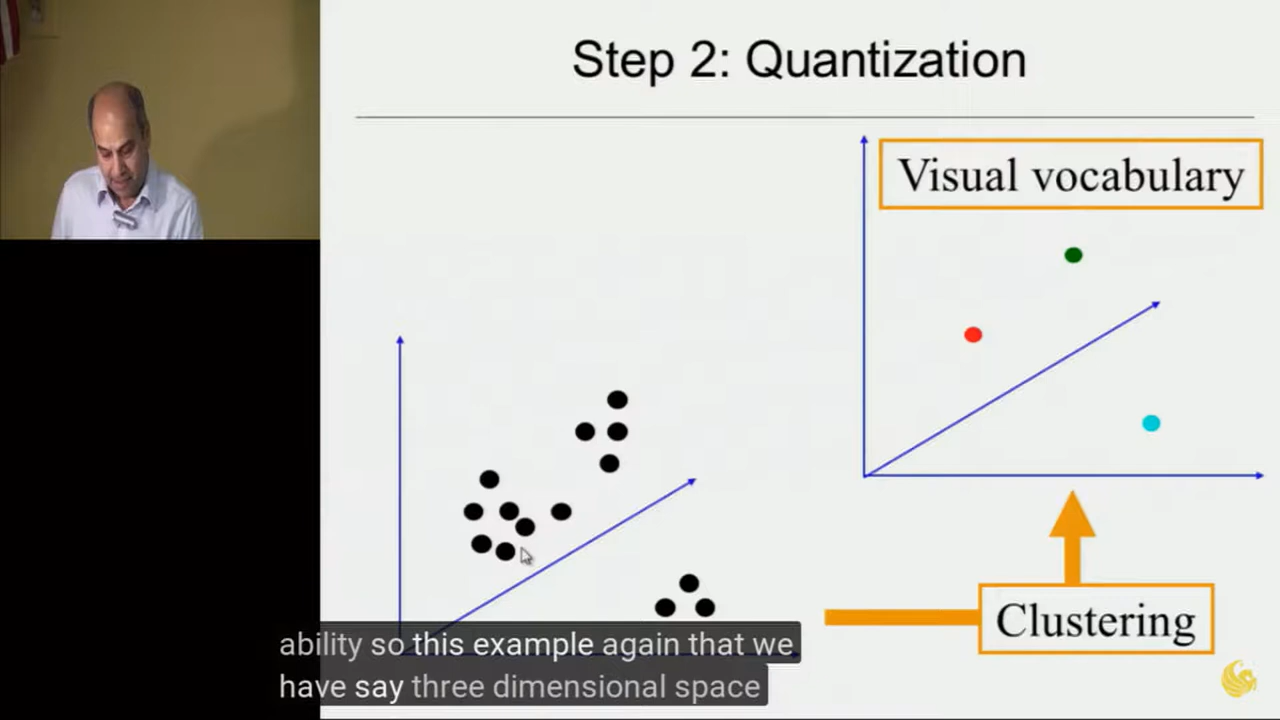 Step 2: Quantization
Visual vocabulary
Clustering
ability so this example again that we
have say three dimensional space